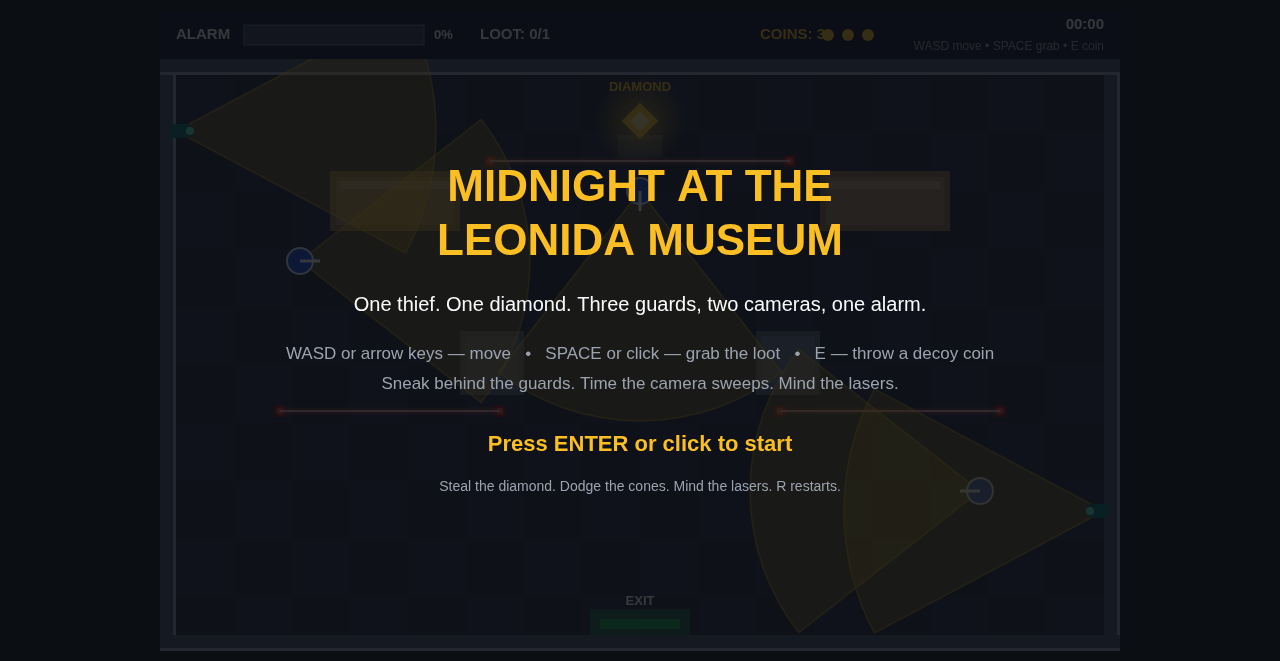 ALARM 0% LOOT: 0/1 COINS: 3 00:00
WASD move • SPACE grab • E coin
DIAMOND
MIDNIGHT AT THE
LEONIDA MUSEUM
One thief. One diamond. Three guards, two cameras, one alarm.
WASD or arrow keys — move • SPACE or click — grab the loot • E — throw a decoy coin
Sneak behind the guards. Time the camera sweeps. Mind the lasers.
Press ENTER or click to start
Steal the diamond. Dodge the cones. Mind the lasers. R restarts.
EXIT